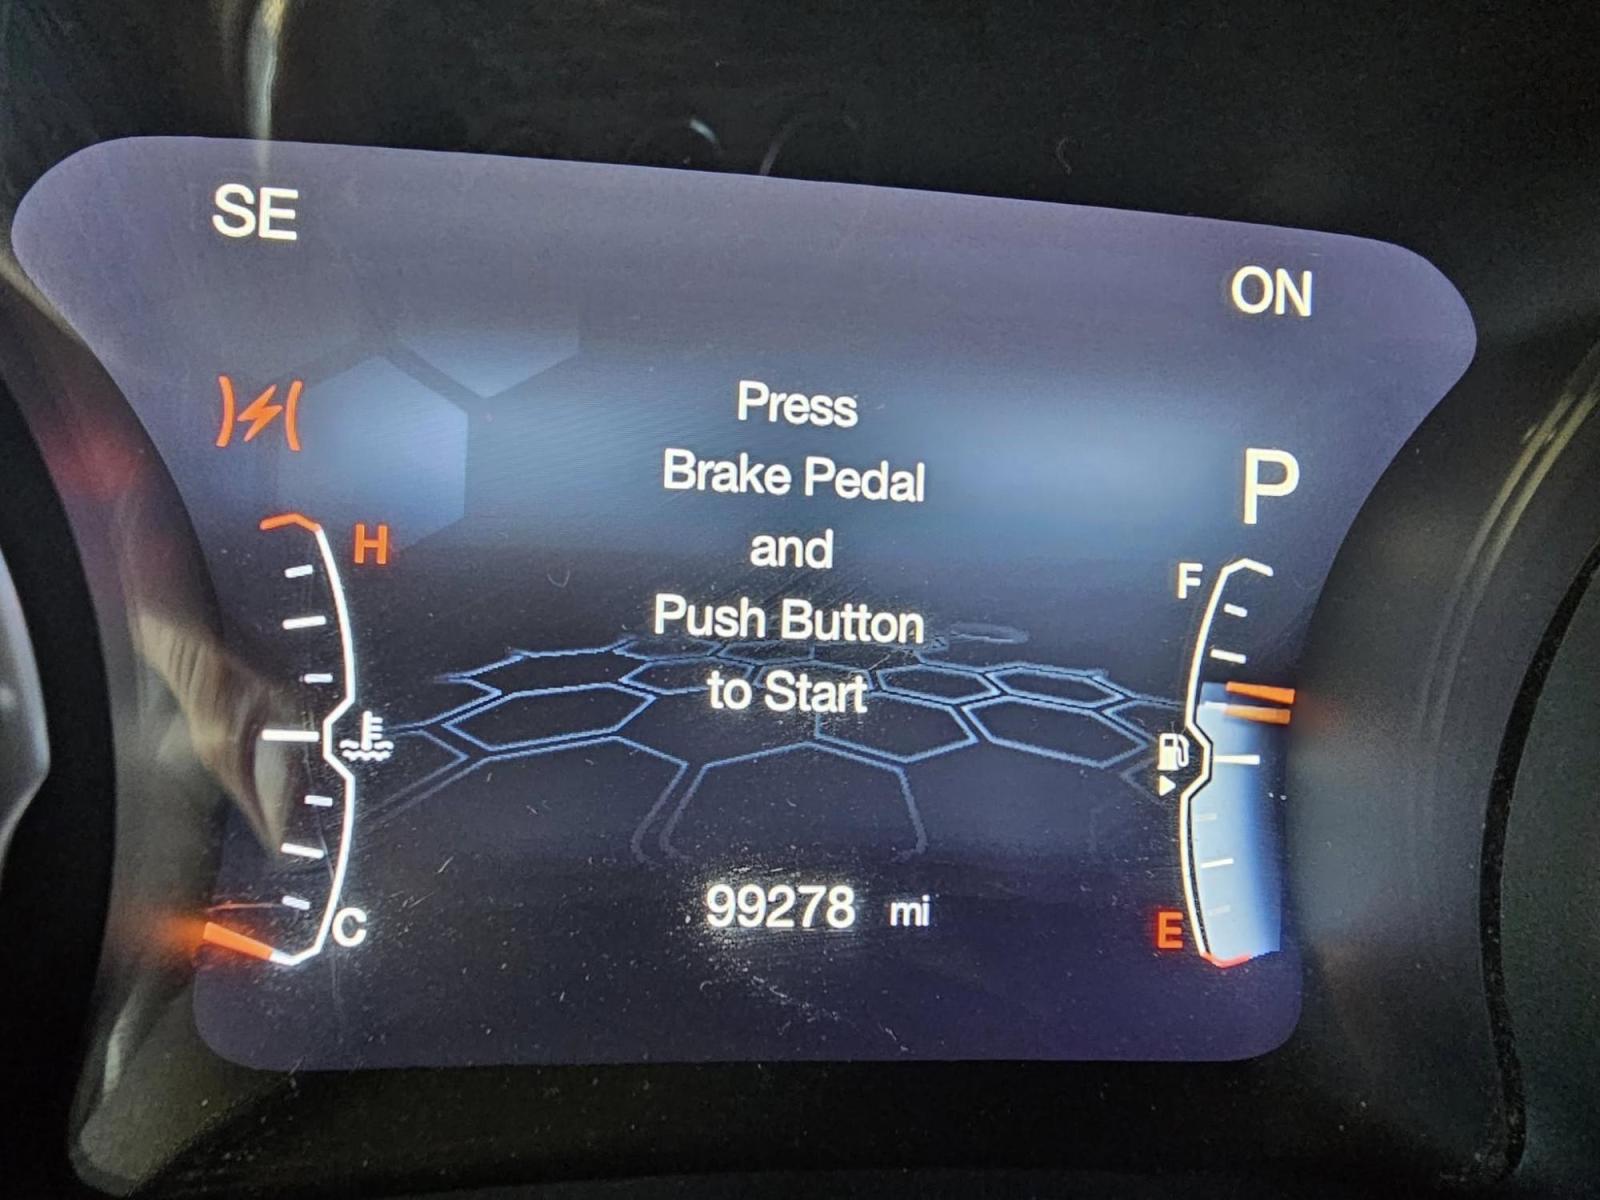 SE
ON
Press
Brake Pedal
and
Push Button
to Start
P
H
F
C
E
99278 mi